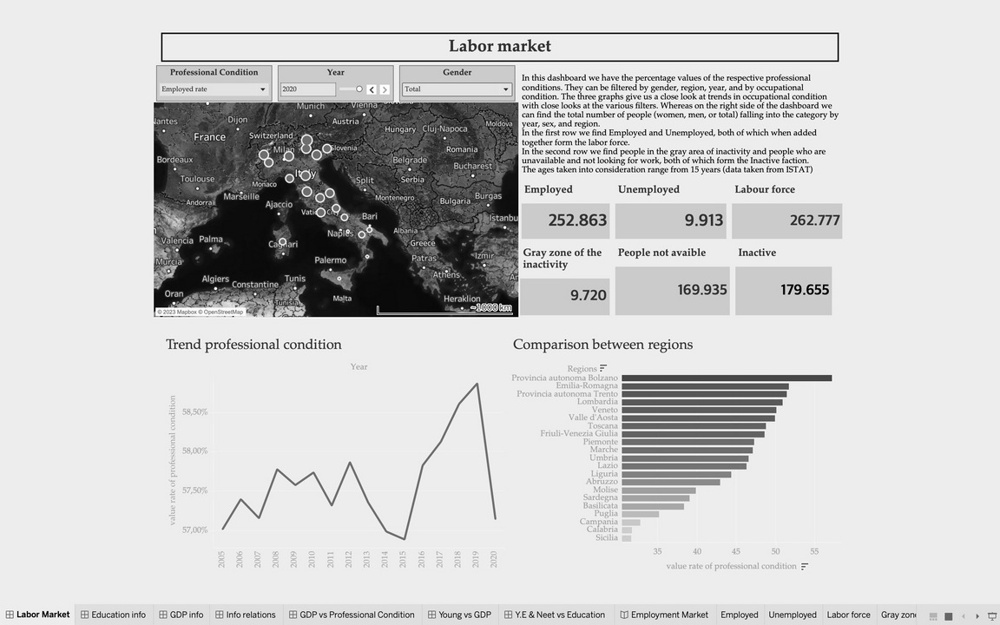 Labor market
Professional Condition
Year
Gender
Employed rate
2020
Total
In this dashboard we have the percentage values of the respective professional
conditions. They can be filtered by gender, region, year, and by occupational
condition. The three graphs give us a close look at trends in occupational condition
with close looks at the various filters. Whereas on the right side of the dashboard we
can find the total number of people (women, men, or total) falling into the category by
year, sex, and region.
In the first row we find Employed and Unemployed, both of which when added
together form the labor force.
In the second row we find people in the gray area of inactivity and people who are
unavailable and not looking for work, both of which form the Inactive faction.
The ages taken into consideration range from 15 years (data taken from ISTAT)
Munich
Vienna
Nantes
Dijon
Austria
Hungary
Cluj-Napoca
Moldova
France
Switzerland
Milan
Slovenia
Romania
Bordeaux
Belgrade
Bucharest
Toulouse
Italy
Split
Serbia
Monaco
Marseille
Andorra
Ajaccio
Montenegro
Bulgaria
Burgas
Vatican City
Bari
Istanbu
Naples
Albania
Valencia
Palma
Cagliari
Greece
Murcia
Palermo
Patras
Izmir
Algiers
Constantine
Tunis
Athens
Oran
Tunisia
Malta
Heraklion
© 2023 Mapbox © OpenStreetMap
~1000 km
Employed
Unemployed
Labour force
252.863
9.913
262.777
Gray zone of the
inactivity
People not avaible
Inactive
9.720
169.935
179.655
Trend professional condition
Year
value rate of professional condition
58,50%
58,00%
57,50%
57,00%
2005
2006
2007
2008
2009
2010
2011
2012
2013
2014
2015
2016
2017
2018
2019
2020
Comparison between regions
Regions
Provincia autonoma Bolzano
Emilia-Romagna
Provincia autonoma Trento
Lombardia
Veneto
Valle d'Aosta
Toscana
Friuli-Venezia Giulia
Piemonte
Marche
Umbria
Lazio
Liguria
Abruzzo
Molise
Sardegna
Basilicata
Puglia
Campania
Calabria
Sicilia
35
40
45
50
55
value rate of professional condition
Labor Market
Education info
GDP info
Info relations
GDP vs Professional Condition
Young vs GDP
Y.E & Neet vs Education
Employment Market
Employed
Unemployed
Labor force
Gray zon